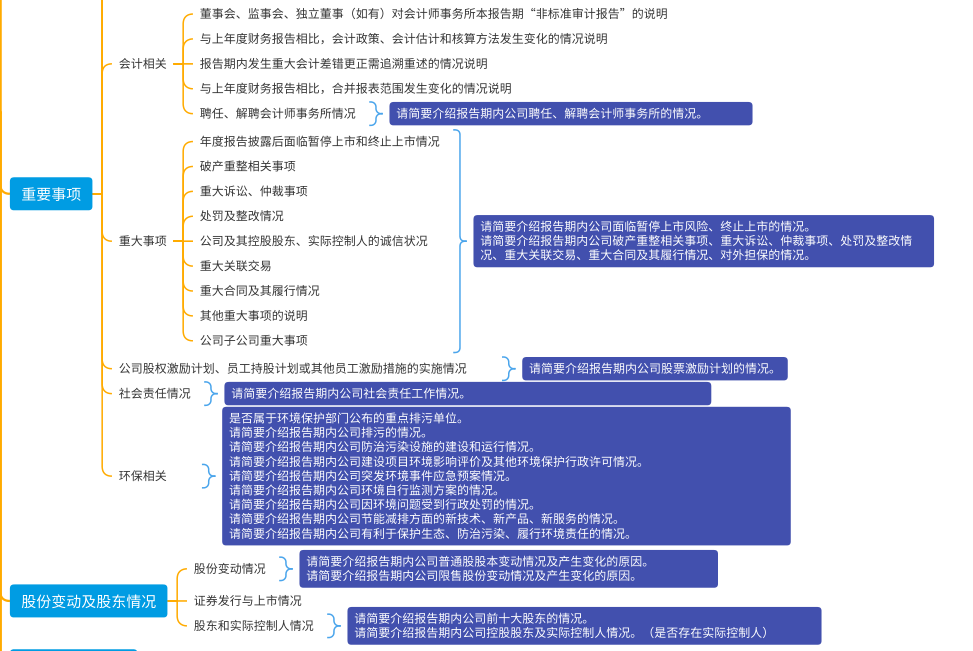 董事会、监事会、独立董事（如有）对会计师事务所本报告期“非标准审计报告”的说明
与上年度财务报告相比，会计政策、会计估计和核算方法发生变化的情况说明
会计相关
报告期内发生重大会计差错更正需追溯重述的情况说明
与上年度财务报告相比，合并报表范围发生变化的情况说明
聘任、解聘会计师事务所情况
请简要介绍报告期内公司聘任、解聘会计师事务所的情况。
年度报告披露后面临暂停上市和终止上市情况
破产重整相关事项
重要事项
重大诉讼、仲裁事项
处罚及整改情况
重大事项
公司及其控股股东、实际控制人的诚信状况
请简要介绍报告期内公司面临暂停上市风险、终止上市的情况。
请简要介绍报告期内公司破产重整相关事项、重大诉讼、仲裁事项、处罚及整改情
况、重大关联交易、重大合同及其履行情况、对外担保的情况。
重大关联交易
重大合同及其履行情况
其他重大事项的说明
公司子公司重大事项
公司股权激励计划、员工持股计划或其他员工激励措施的实施情况
请简要介绍报告期内公司股票激励计划的情况。
社会责任情况
请简要介绍报告期内公司社会责任工作情况。
环保相关
是否属于环境保护部门公布的重点排污单位。
请简要介绍报告期内公司排污的情况。
请简要介绍报告期内公司防治污染设施的建设和运行情况。
请简要介绍报告期内公司建设项目环境影响评价及其他环境保护行政许可情况。
请简要介绍报告期内公司突发环境事件应急预案情况。
请简要介绍报告期内公司环境自行监测方案的情况。
请简要介绍报告期内公司因环境问题受到行政处罚的情况。
请简要介绍报告期内公司节能减排方面的新技术、新产品、新服务的情况。
请简要介绍报告期内公司有利于保护生态、防治污染、履行环境责任的情况。
股份变动情况
请简要介绍报告期内公司普通股股本变动情况及产生变化的原因。
请简要介绍报告期内公司限售股份变动情况及产生变化的原因。
股份变动及股东情况
证券发行与上市情况
股东和实际控制人情况
请简要介绍报告期内公司前十大股东的情况。
请简要介绍报告期内公司控股股东及实际控制人情况。（是否存在实际控制人）